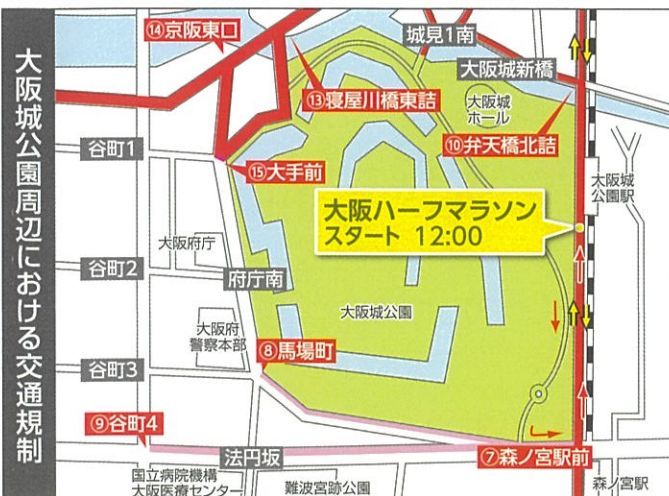 大阪城公園周辺における交通規制
⑭京阪東口
城見1南
大阪城新橋
⑬寝屋川橋東詰
大阪城
ホール
⑩弁天橋北詰
谷町1
⑮大手前
大阪城
公園駅
大阪ハーフマラソン
スタート 12:00
大阪府庁
谷町2
府庁南
大阪城公園
大阪府
警察本部
⑧馬場町
谷町3
⑨谷町4
法円坂
⑦森ノ宮駅前
国立病院機構
大阪医療センター
難波宮跡公園
森ノ宮駅